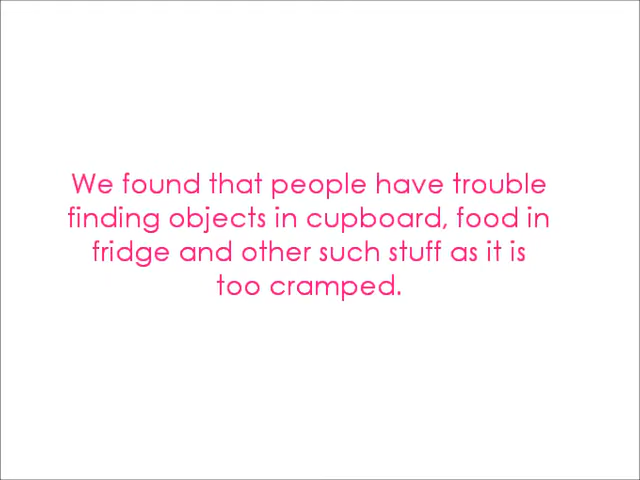 We found that people have trouble
finding objects in cupboard, food in
fridge and other such stuff as it is
too cramped.